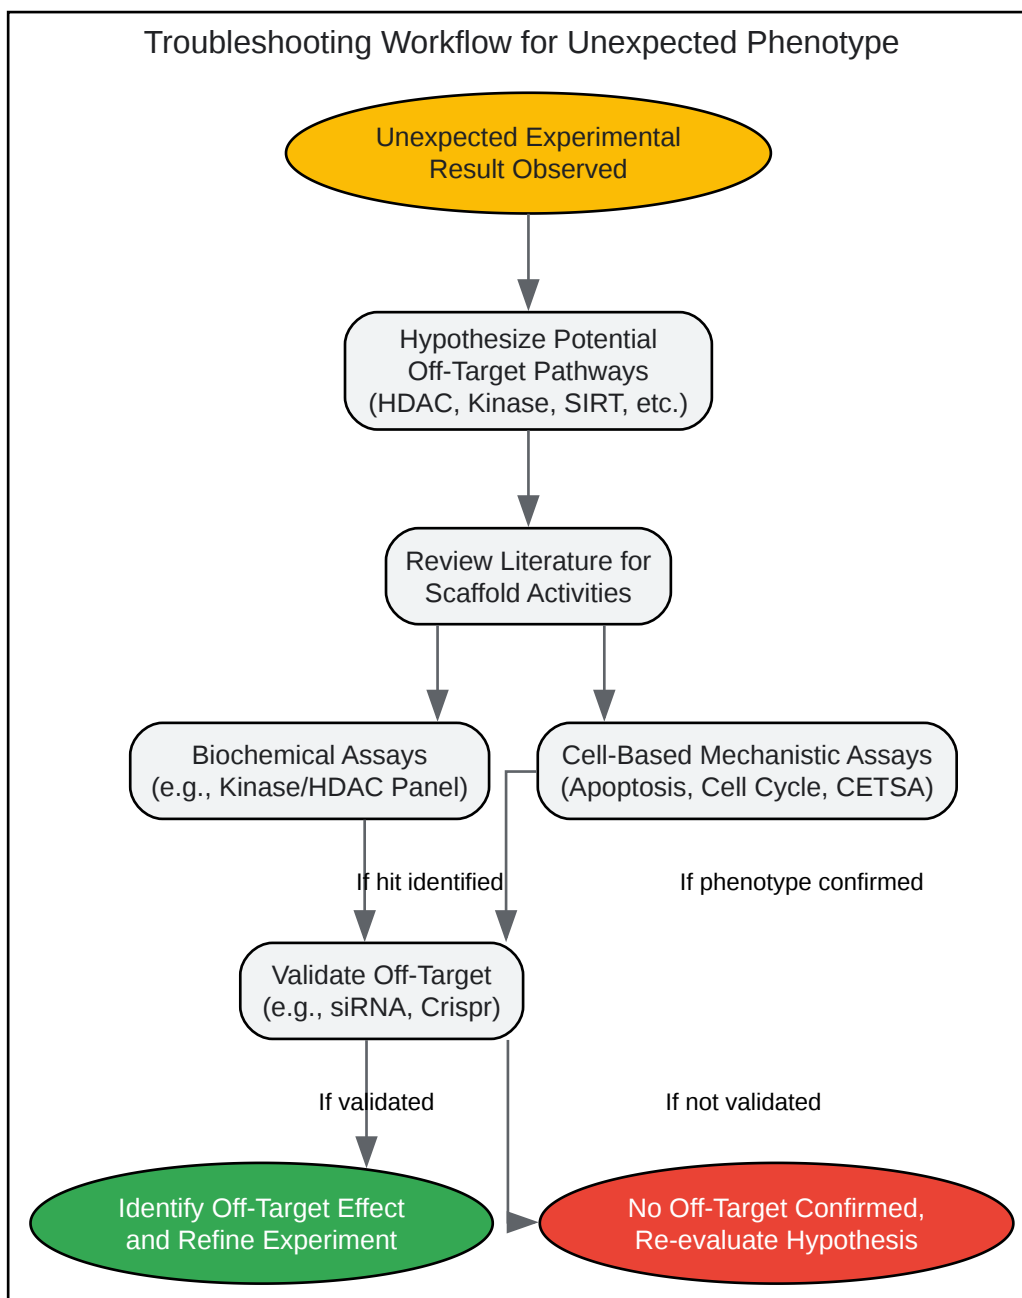 Troubleshooting Workflow for Unexpected Phenotype
Unexpected Experimental
Result Observed
Hypothesize Potential
Off-Target Pathways
(HDAC, Kinase, SIRT, etc.)
Review Literature for
Scaffold Activities
Biochemical Assays
(e.g., Kinase/HDAC Panel)
Cell-Based Mechanistic Assays
(Apoptosis, Cell Cycle, CETSA)
If hit identified
If phenotype confirmed
Validate Off-Target
(e.g., siRNA, Crispr)
If validated
If not validated
Identify Off-Target Effect
and Refine Experiment
No Off-Target Confirmed,
Re-evaluate Hypothesis